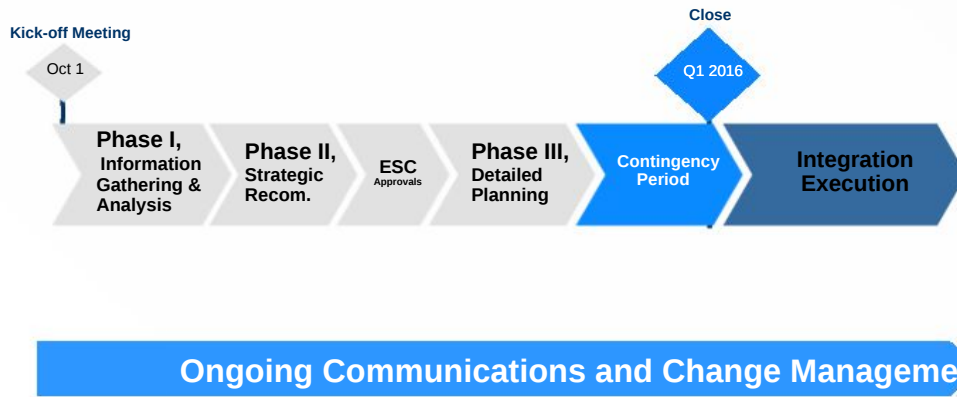 Close
Kick-off Meeting
Oct 1
Q1 2016
Phase I,
Information
Gathering &
Analysis
Phase II,
Strategic
Recom.
ESC
Approvals
Phase III,
Detailed
Planning
Contingency
Period
Integration
Execution
Ongoing Communications and Change Manageme